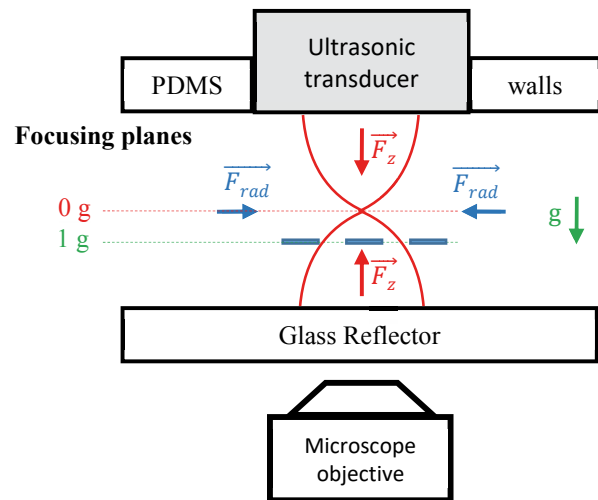 Ultrasonic
transducer
PDMS
walls
Focusing planes
F_z
F_rad
F_rad
0 g
g
1 g
F_z
Glass Reflector
Microscope
objective